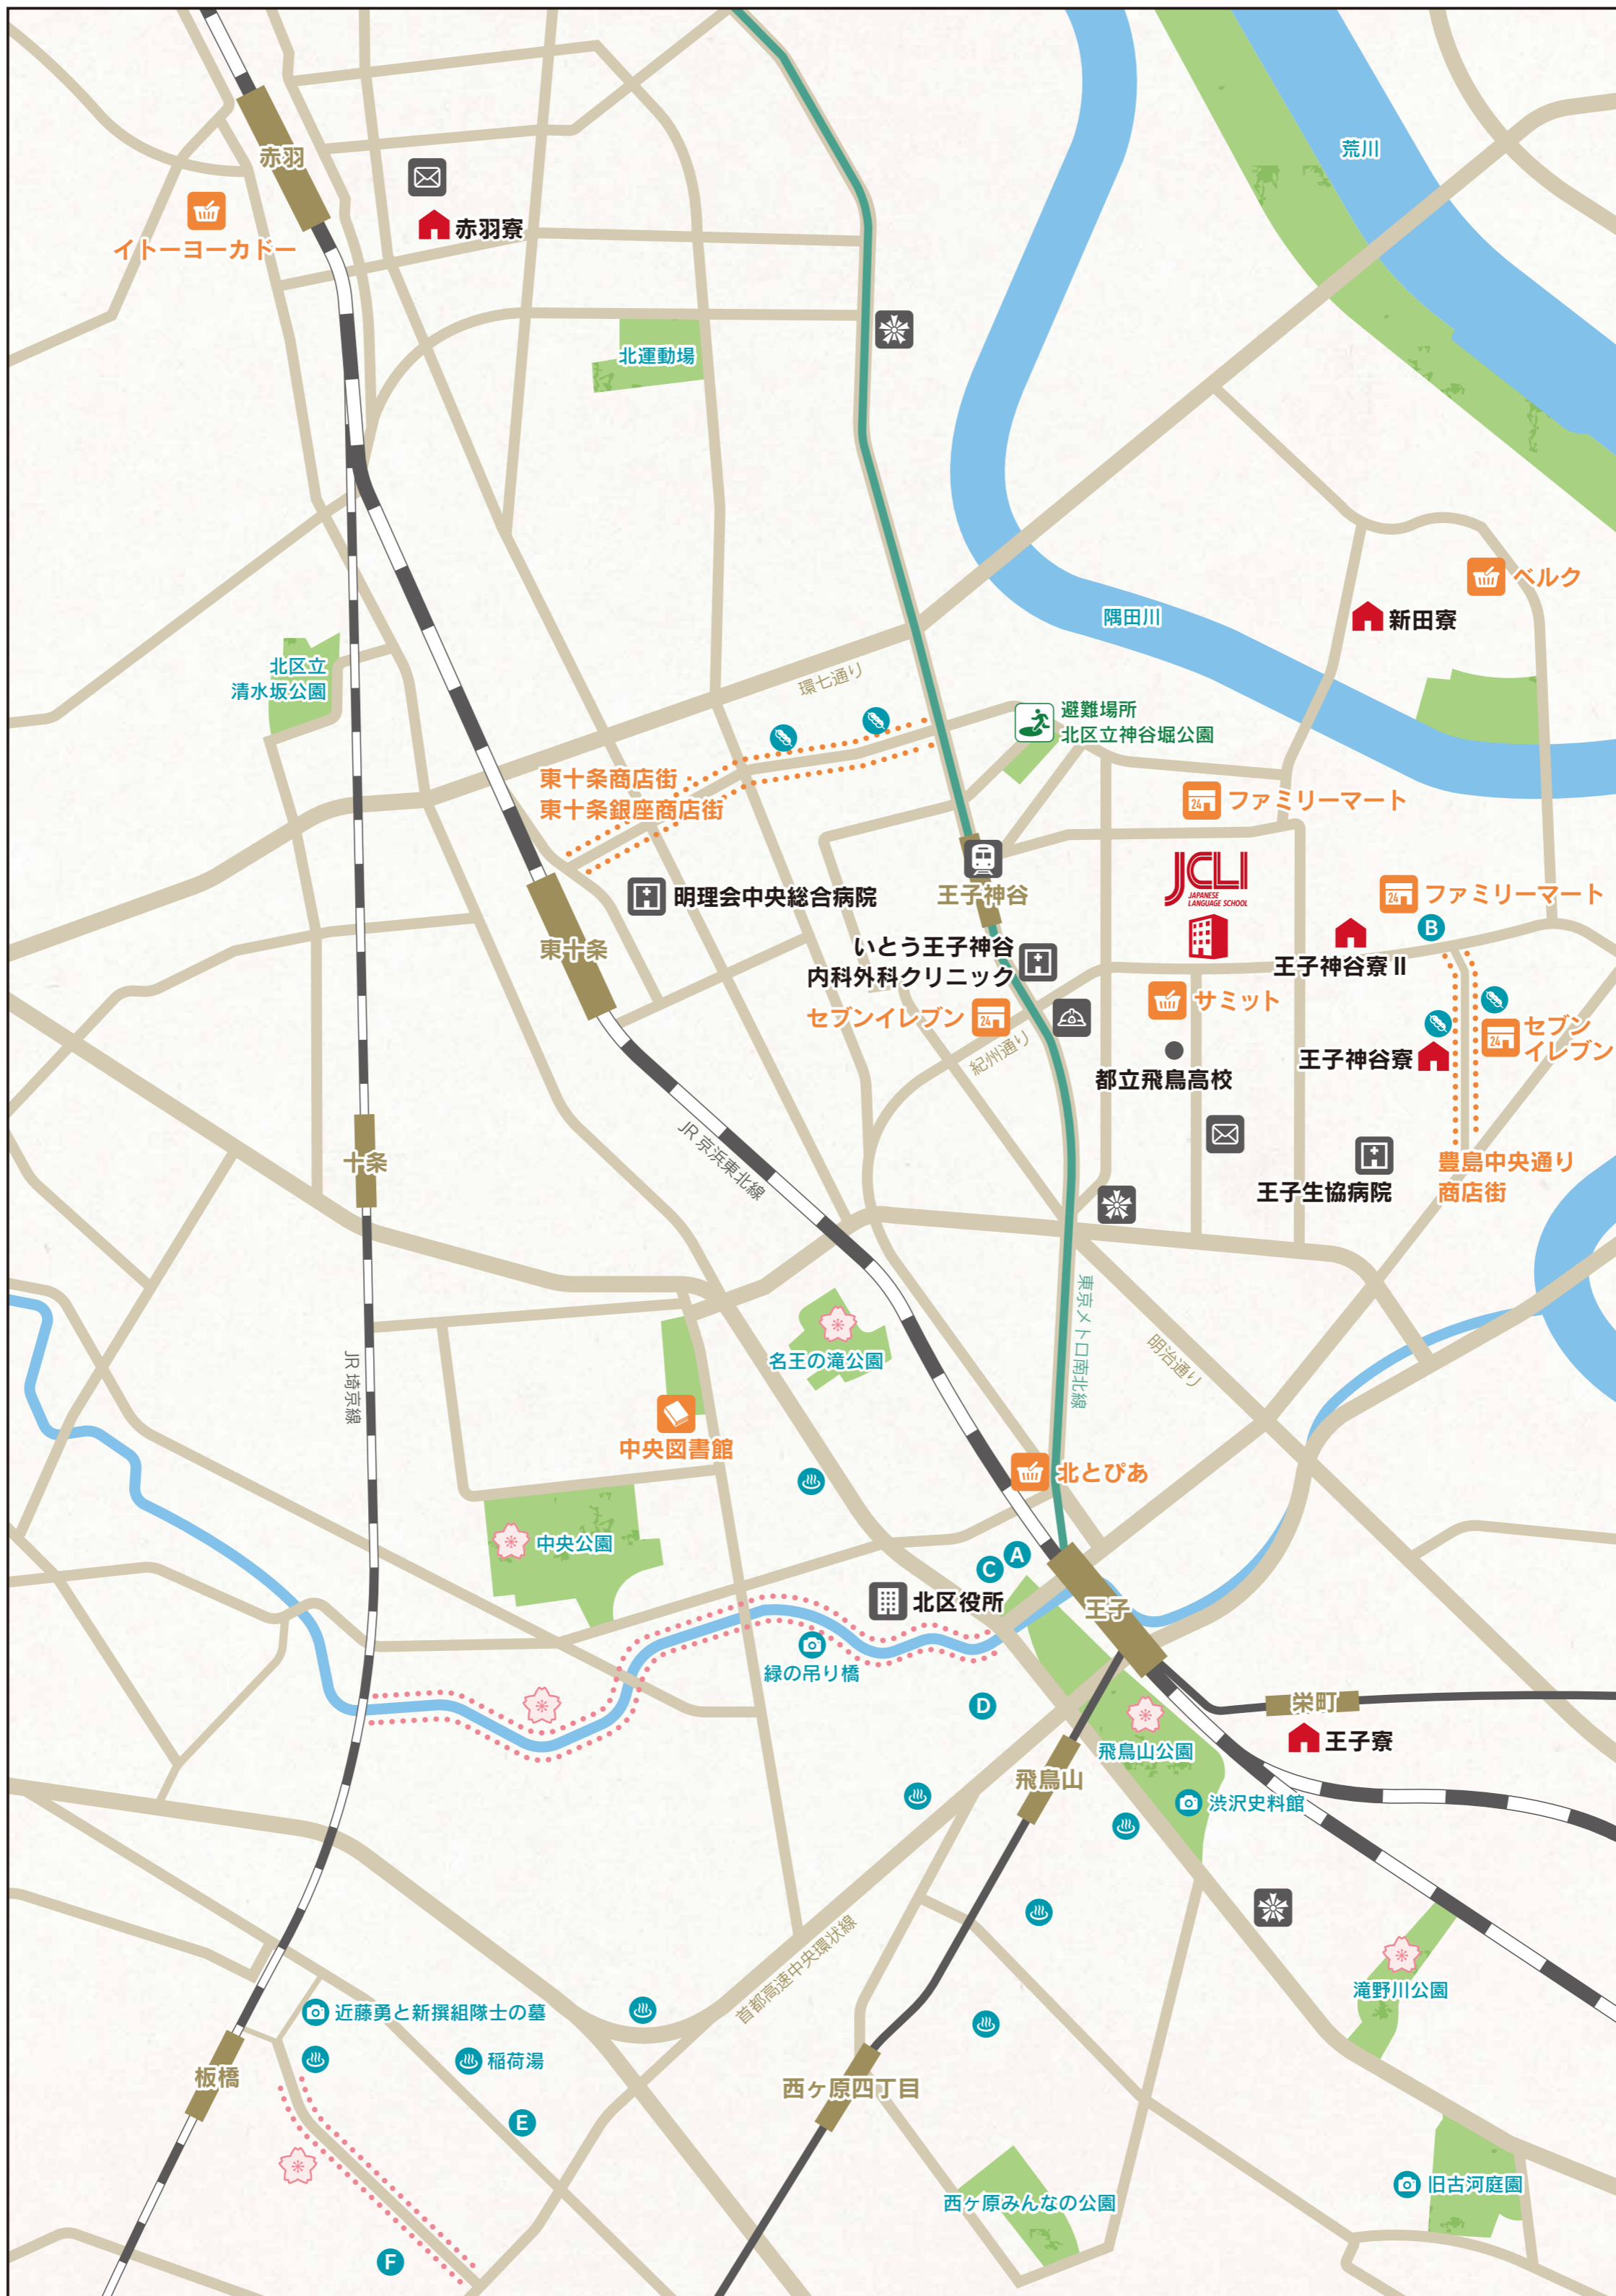 赤羽
イトーヨーカドー
赤羽寮
荒川
北運動場
ベルク
新田寮
隅田川
北区立
清水坂公園
環七通り
避難場所
北区立神谷堀公園
東十条商店街
東十条銀座商店街
24
ファミリーマート
JCLI
JAPANESE
LANGUAGE SCHOOL
明理会中央総合病院
王子神谷
24
ファミリーマート
B
東十条
いとう王子神谷
内科外科クリニック
王子神谷寮Ⅱ
セブンイレブン
24
サミット
24
セブン
イレブン
紀州通り
王子神谷寮
都立飛鳥高校
JR 京浜東北線
十条
豊島中央通り
商店街
王子生協病院
東京メトロ南北線
明治通り
JR 埼京線
名王の滝公園
中央図書館
北とぴあ
中央公園
A
C
北区役所
王子
緑の吊り橋
D
栄町
王子寮
飛鳥山公園
飛鳥山
渋沢史料館
首都高速中央環状線
滝野川公園
近藤勇と新撰組隊士の墓
稲荷湯
板橋
西ヶ原四丁目
E
旧古河庭園
西ヶ原みんなの公園
F